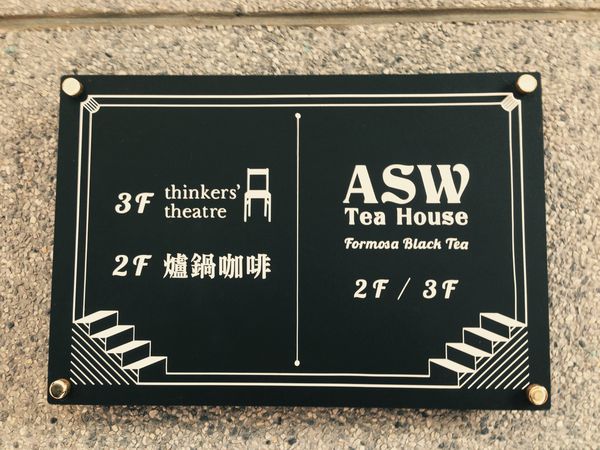 3F thinkers'
theatre
2F 爐鍋咖啡
ASW
Tea House
Formosa Black Tea
2F / 3F